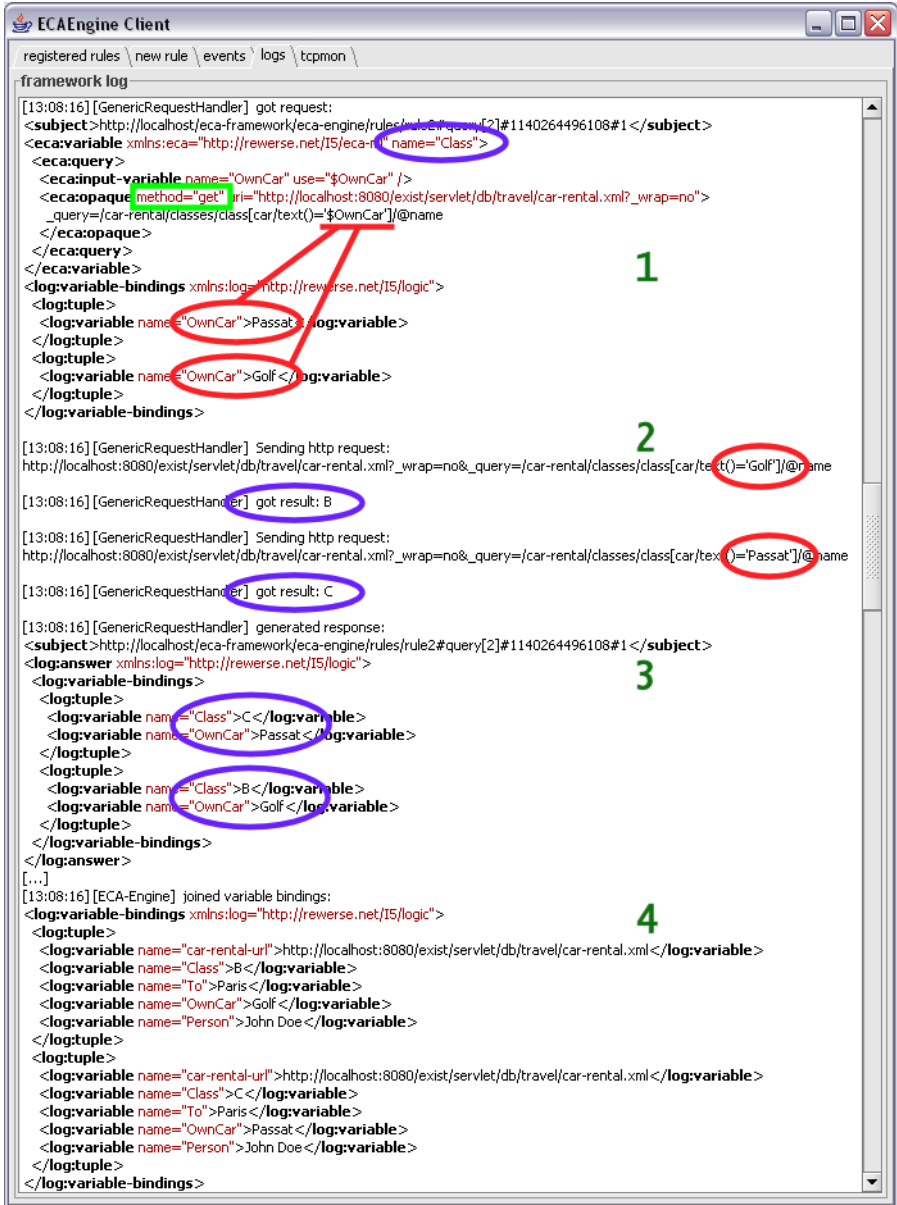 ECAEngine Client
registered rules new rule events logs tcpmon
framework log
[13:08:16] [GenericRequestHandler] got request:
<subject>http://localhost/eca-framework/eca-engine/rules/rule2#query[2]#1140264496108#1</subject>
<eca:variable xmlns:eca="http://rewerse.net/I5/eca-ml" name="Class">
<eca:query>
<eca:input-variable name="OwnCar" use="$OwnCar" />
<eca:opaque method="get" uri="http://localhost:8080/exist/servlet/db/travel/car-rental.xml?_wrap=no">
_query=/car-rental/classes/class[car/text()='$OwnCar']/@name
</eca:opaque>
</eca:query>
</eca:variable>
1
<log:variable-bindings xmlns:log="http://rewerse.net/I5/logic">
<log:tuple>
<log:variable name="OwnCar">Passat</log:variable>
</log:tuple>
<log:tuple>
<log:variable name="OwnCar">Golf</log:variable>
</log:tuple>
</log:variable-bindings>
2
[13:08:16] [GenericRequestHandler] Sending http request:
http://localhost:8080/exist/servlet/db/travel/car-rental.xml?_wrap=no&_query=/car-rental/classes/class[car/text()='Golf']/@name
[13:08:16] [GenericRequestHandler] got result: B
[13:08:16] [GenericRequestHandler] Sending http request:
http://localhost:8080/exist/servlet/db/travel/car-rental.xml?_wrap=no&_query=/car-rental/classes/class[car/text()='Passat']/@name
[13:08:16] [GenericRequestHandler] got result: C
[13:08:16] [GenericRequestHandler] generated response:
<subject>http://localhost/eca-framework/eca-engine/rules/rule2#query[2]#1140264496108#1</subject>
<log:answer xmlns:log="http://rewerse.net/I5/logic">
3
<log:variable-bindings>
<log:tuple>
<log:variable name="Class">C</log:variable>
<log:variable name="OwnCar">Passat</log:variable>
</log:tuple>
<log:tuple>
<log:variable name="Class">B</log:variable>
<log:variable name="OwnCar">Golf</log:variable>
</log:tuple>
</log:variable-bindings>
</log:answer>
[...]
[13:08:16] [ECA-Engine] joined variable bindings:
<log:variable-bindings xmlns:log="http://rewerse.net/I5/logic">
4
<log:tuple>
<log:variable name="car-rental-url">http://localhost:8080/exist/servlet/db/travel/car-rental.xml</log:variable>
<log:variable name="Class">B</log:variable>
<log:variable name="To">Paris</log:variable>
<log:variable name="OwnCar">Golf</log:variable>
<log:variable name="Person">John Doe</log:variable>
</log:tuple>
<log:tuple>
<log:variable name="car-rental-url">http://localhost:8080/exist/servlet/db/travel/car-rental.xml</log:variable>
<log:variable name="Class">C</log:variable>
<log:variable name="To">Paris</log:variable>
<log:variable name="OwnCar">Passat</log:variable>
<log:variable name="Person">John Doe</log:variable>
</log:tuple>
</log:variable-bindings>